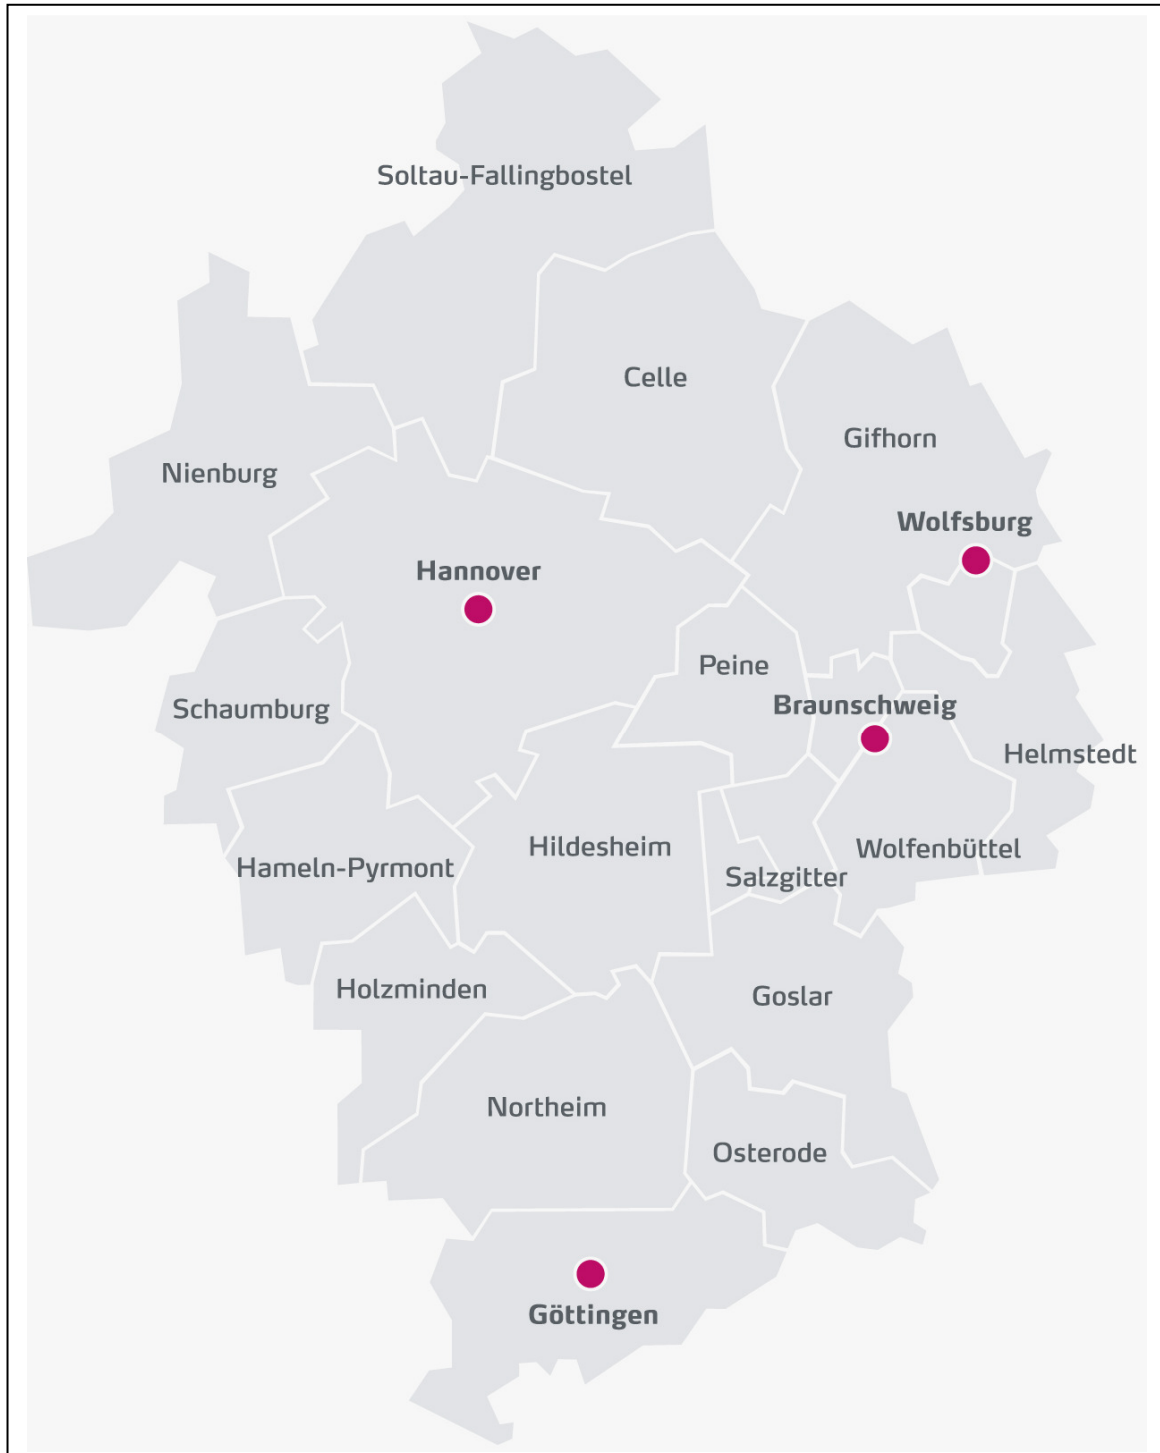 Soltau-Fallingbostel
Celle
Gifhorn
Nienburg
Wolfsburg
Hannover
Peine
Braunschweig
Schaumburg
Helmstedt
Hildesheim
Wolfenbüttel
Hameln-Pyrmont
Salzgitter
Holzminden
Goslar
Northeim
Osterode
Göttingen